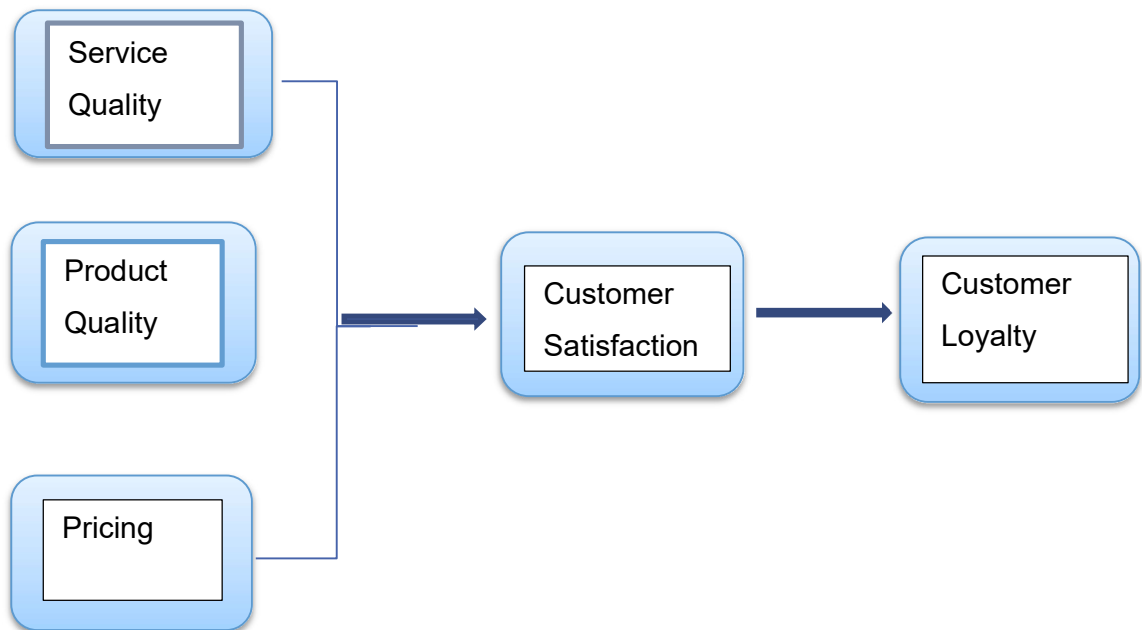 Service
Quality
Product
Quality
Customer
Satisfaction
Customer
Loyalty
Pricing